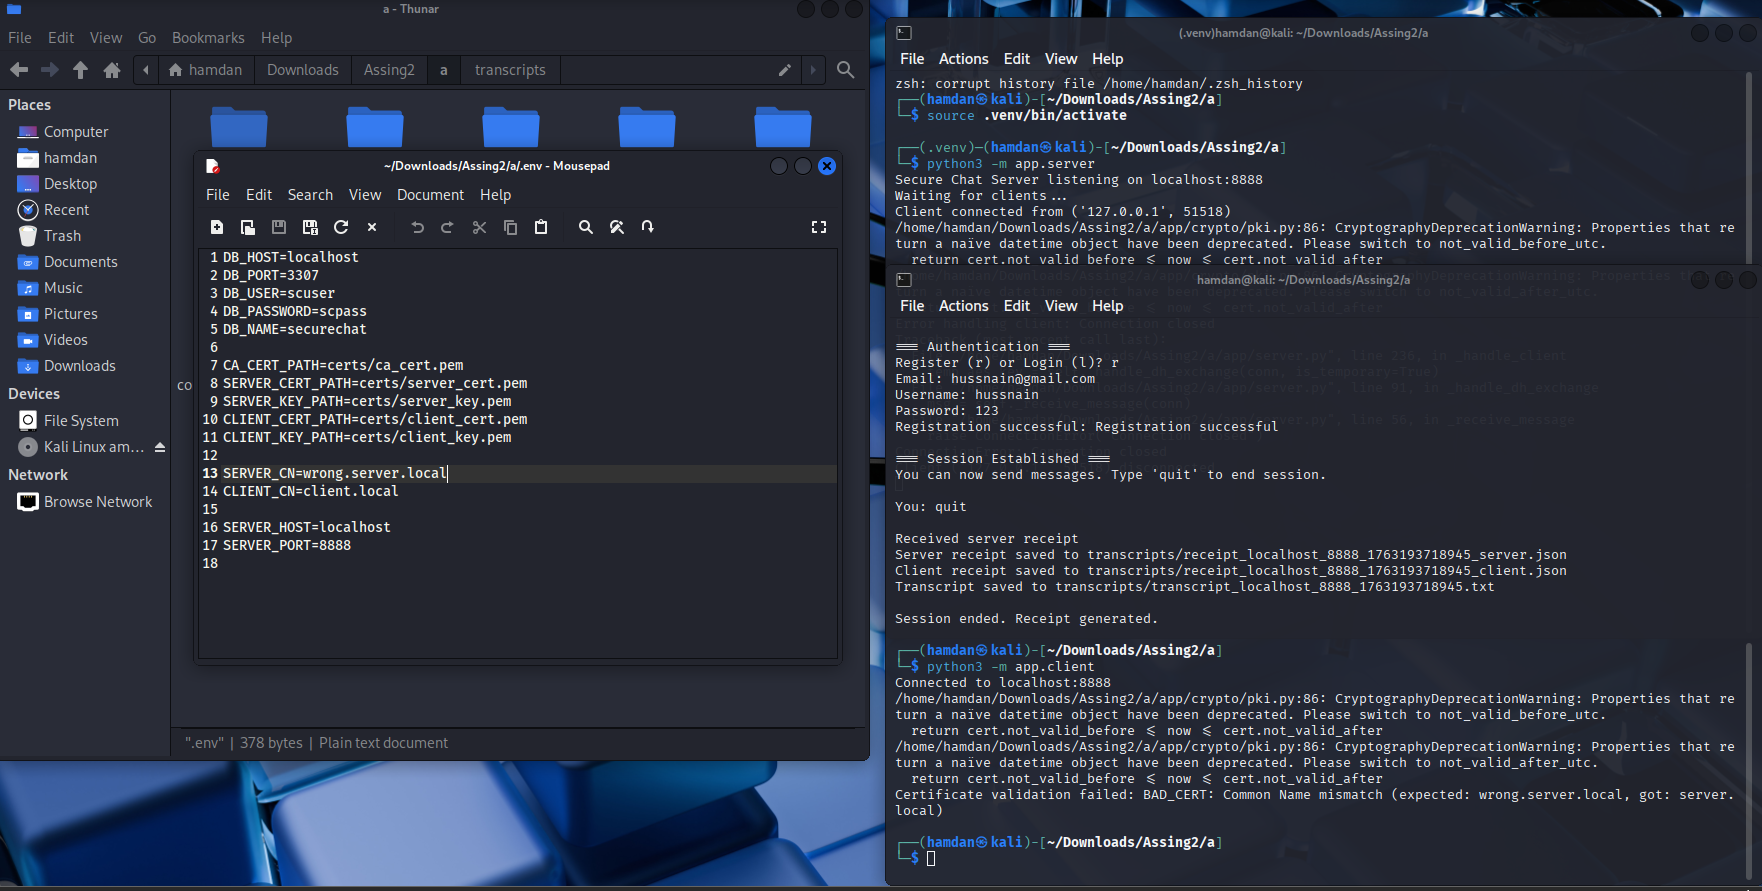 a - Thunar
File Edit View Go Bookmarks Help
hamdan Downloads Assing2 a transcripts
Places
Computer
hamdan
Desktop
Recent
Trash
Documents
Music
Pictures
Videos
Downloads
Devices
File System
Kali Linux am...
Network
Browse Network
co
~/Downloads/Assing2/a/.env - Mousepad
File Edit Search View Document Help
1 DB_HOST=localhost
2 DB_PORT=3307
3 DB_USER=scuser
4 DB_PASSWORD=scpass
5 DB_NAME=securechat
6
7 CA_CERT_PATH=certs/ca_cert.pem
8 SERVER_CERT_PATH=certs/server_cert.pem
9 SERVER_KEY_PATH=certs/server_key.pem
10 CLIENT_CERT_PATH=certs/client_cert.pem
11 CLIENT_KEY_PATH=certs/client_key.pem
12
13 SERVER_CN=wrong.server.local
14 CLIENT_CN=client.local
15
16 SERVER_HOST=localhost
17 SERVER_PORT=8888
18
".env" | 378 bytes | Plain text document
(.venv)hamdan@kali: ~/Downloads/Assing2/a
File Actions Edit View Help
zsh: corrupt history file /home/hamdan/.zsh_history
┌──(hamdan㉿kali)-[~/Downloads/Assing2/a]
└─$ source .venv/bin/activate
┌──(.venv)─(hamdan㉿kali)-[~/Downloads/Assing2/a]
└─$ python3 -m app.server
Secure Chat Server listening on localhost:8888
Waiting for clients...
Client connected from ('127.0.0.1', 51518)
/home/hamdan/Downloads/Assing2/a/app/crypto/pki.py:86: CryptographyDeprecationWarning: Properties that re
turn a naïve datetime object have been deprecated. Please switch to not_valid_before_utc.
return cert.not_valid_before <= now <= cert.not_valid_after
hamdan@kali: ~/Downloads/Assing2/a
File Actions Edit View Help
=== Authentication ===
Register (r) or Login (l)? r
Email: hussnain@gmail.com
Username: hussnain
Password: 123
Registration successful: Registration successful
=== Session Established ===
You can now send messages. Type 'quit' to end session.
You: quit
Received server receipt
Server receipt saved to transcripts/receipt_localhost_8888_1763193718945_server.json
Client receipt saved to transcripts/receipt_localhost_8888_1763193718945_client.json
Transcript saved to transcripts/transcript_localhost_8888_1763193718945.txt
Session ended. Receipt generated.
┌──(hamdan㉿kali)-[~/Downloads/Assing2/a]
└─$ python3 -m app.client
Connected to localhost:8888
/home/hamdan/Downloads/Assing2/a/app/crypto/pki.py:86: CryptographyDeprecationWarning: Properties that re
turn a naïve datetime object have been deprecated. Please switch to not_valid_before_utc.
return cert.not_valid_before <= now <= cert.not_valid_after
/home/hamdan/Downloads/Assing2/a/app/crypto/pki.py:86: CryptographyDeprecationWarning: Properties that re
turn a naïve datetime object have been deprecated. Please switch to not_valid_after_utc.
return cert.not_valid_before <= now <= cert.not_valid_after
Certificate validation failed: BAD_CERT: Common Name mismatch (expected: wrong.server.local, got: server.
local)
┌──(hamdan㉿kali)-[~/Downloads/Assing2/a]
└─$